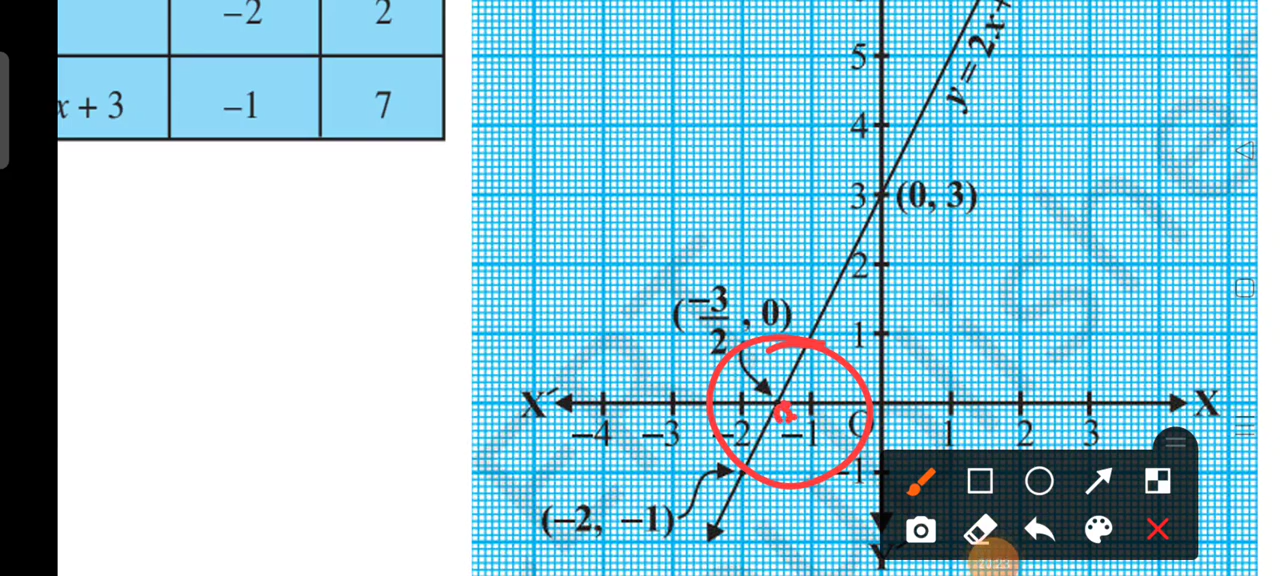 −2 2
x + 3 −1 7
y = 2x+
5
4
3 (0, 3)
2
(−3/2, 0)
1
X′ X
−4 −3 −2 −1 O 1 2 3
−1
(−2, −1)
Y′